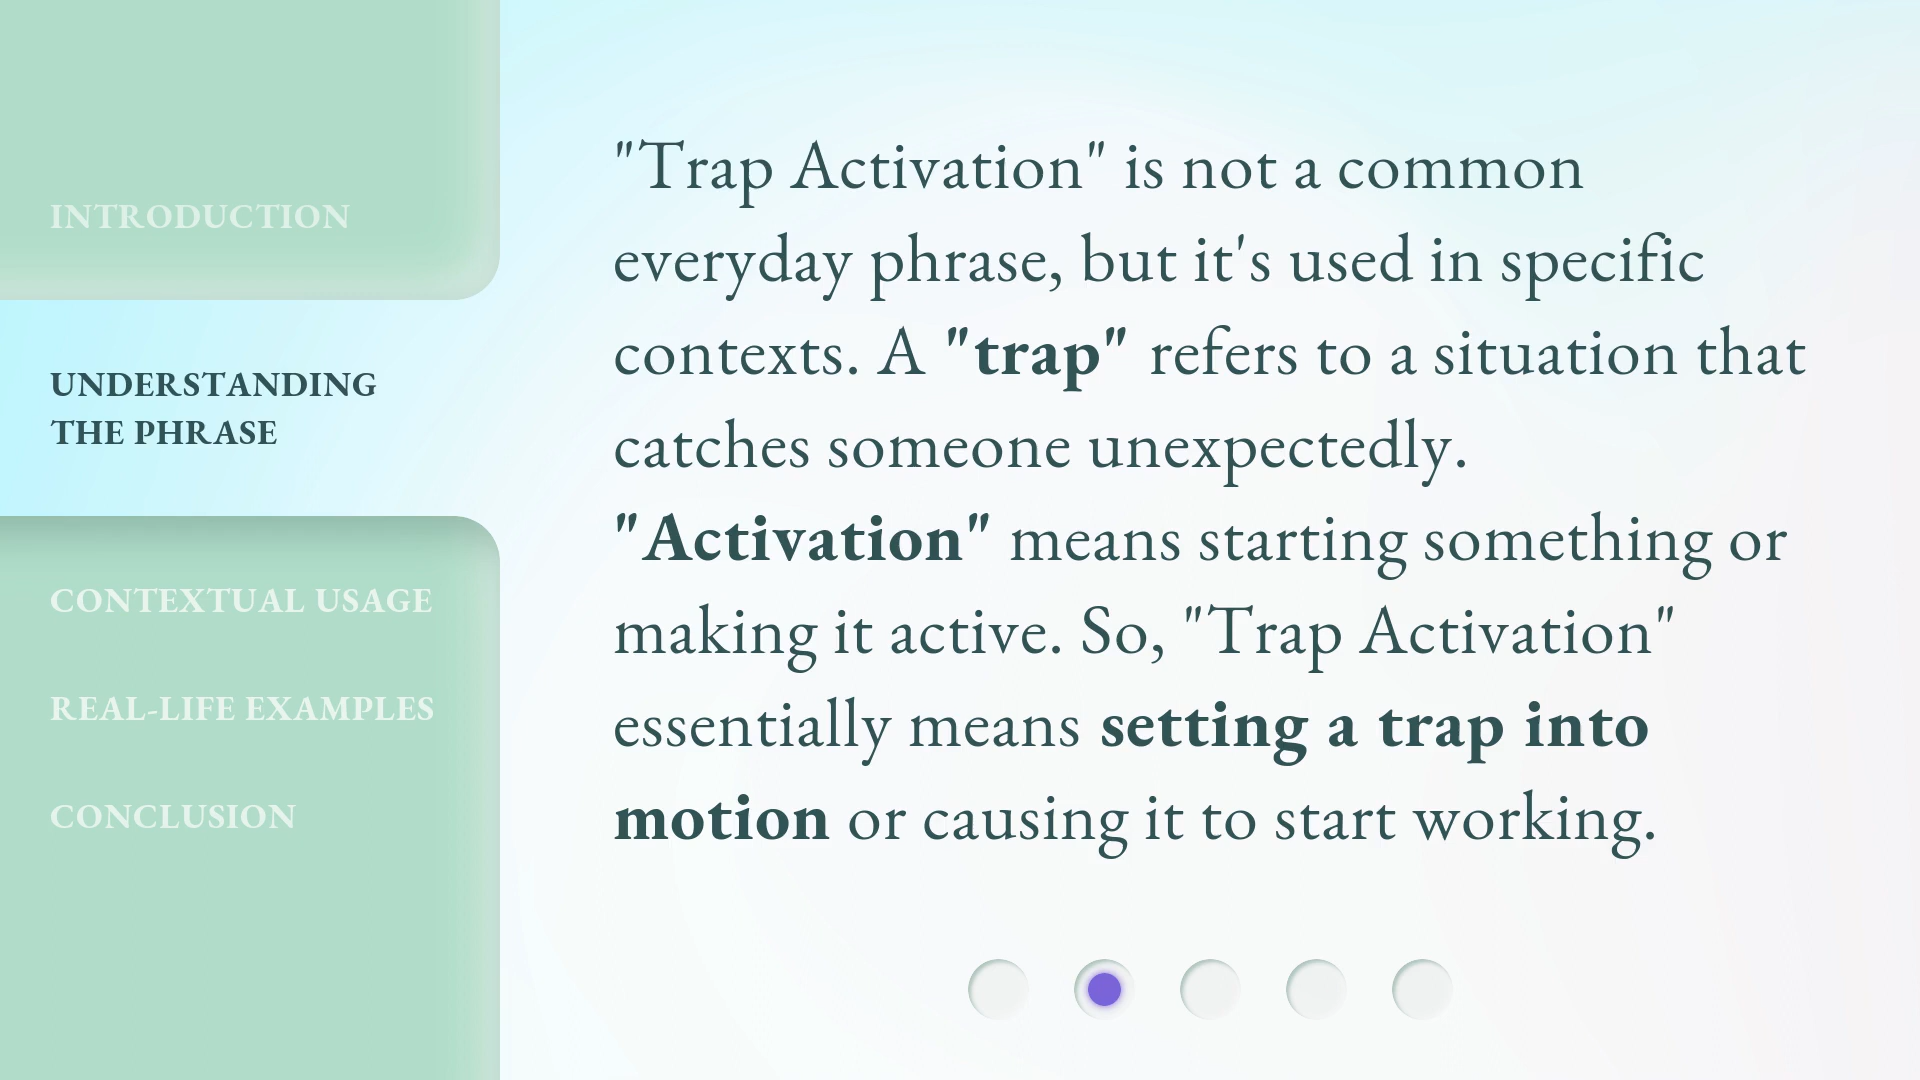 INTRODUCTION
UNDERSTANDING
THE PHRASE
CONTEXTUAL USAGE
REAL-LIFE EXAMPLES
CONCLUSION
"Trap Activation" is not a common
everyday phrase, but it's used in specific
contexts. A "trap" refers to a situation that
catches someone unexpectedly.
"Activation" means starting something or
making it active. So, "Trap Activation"
essentially means setting a trap into
motion or causing it to start working.